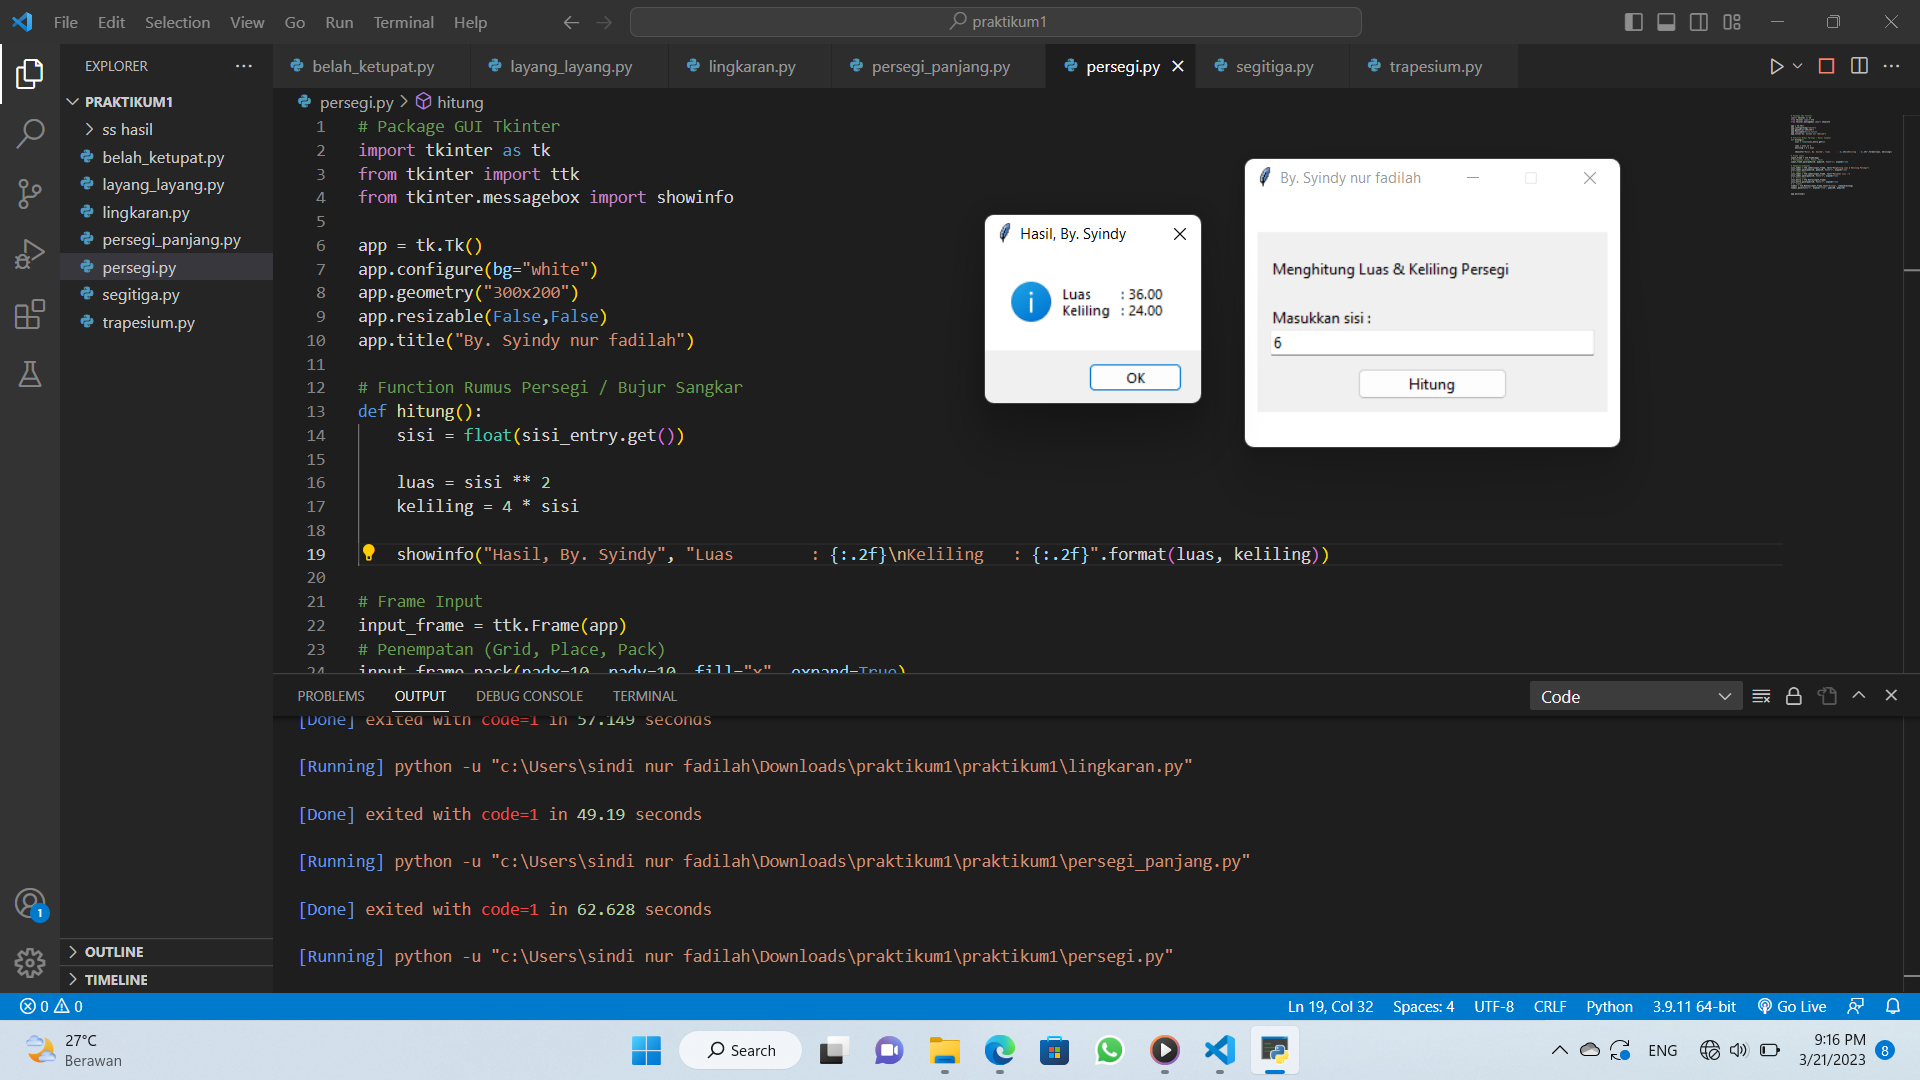 File Edit Selection View Go Run Terminal Help
praktikum1
EXPLORER
PRAKTIKUM1
ss hasil
belah_ketupat.py
layang_layang.py
lingkaran.py
persegi_panjang.py
persegi.py
segitiga.py
trapesium.py
OUTLINE
TIMELINE
1
belah_ketupat.py layang_layang.py lingkaran.py persegi_panjang.py persegi.py segitiga.py trapesium.py
persegi.py > hitung
1 # Package GUI Tkinter
2 import tkinter as tk
3 from tkinter import ttk
4 from tkinter.messagebox import showinfo
5
6 app = tk.Tk()
7 app.configure(bg="white")
8 app.geometry("300x200")
9 app.resizable(False,False)
10 app.title("By. Syindy nur fadilah")
11
12 # Function Rumus Persegi / Bujur Sangkar
13 def hitung():
14     sisi = float(sisi_entry.get())
15
16     luas = sisi ** 2
17     keliling = 4 * sisi
18
19     showinfo("Hasil, By. Syindy", "Luas        : {:.2f}\nKeliling   : {:.2f}".format(luas, keliling))
20
21 # Frame Input
22 input_frame = ttk.Frame(app)
23 # Penempatan (Grid, Place, Pack)
24 input_frame.pack(padx=10, pady=10, fill="x", expand=True)
Hasil, By. Syindy
Luas : 36.00
Keliling : 24.00
OK
By. Syindy nur fadilah
Menghitung Luas & Keliling Persegi
Masukkan sisi :
6
Hitung
PROBLEMS OUTPUT DEBUG CONSOLE TERMINAL
Code
[Done] exited with code=1 in 57.149 seconds
[Running] python -u "c:\Users\sindi nur fadilah\Downloads\praktikum1\praktikum1\lingkaran.py"
[Done] exited with code=1 in 49.19 seconds
[Running] python -u "c:\Users\sindi nur fadilah\Downloads\praktikum1\praktikum1\persegi_panjang.py"
[Done] exited with code=1 in 62.628 seconds
[Running] python -u "c:\Users\sindi nur fadilah\Downloads\praktikum1\praktikum1\persegi.py"
0 0 Ln 19, Col 32 Spaces: 4 UTF-8 CRLF Python 3.9.11 64-bit Go Live
27°C
Berawan
Search
ENG
9:16 PM
3/21/2023
8